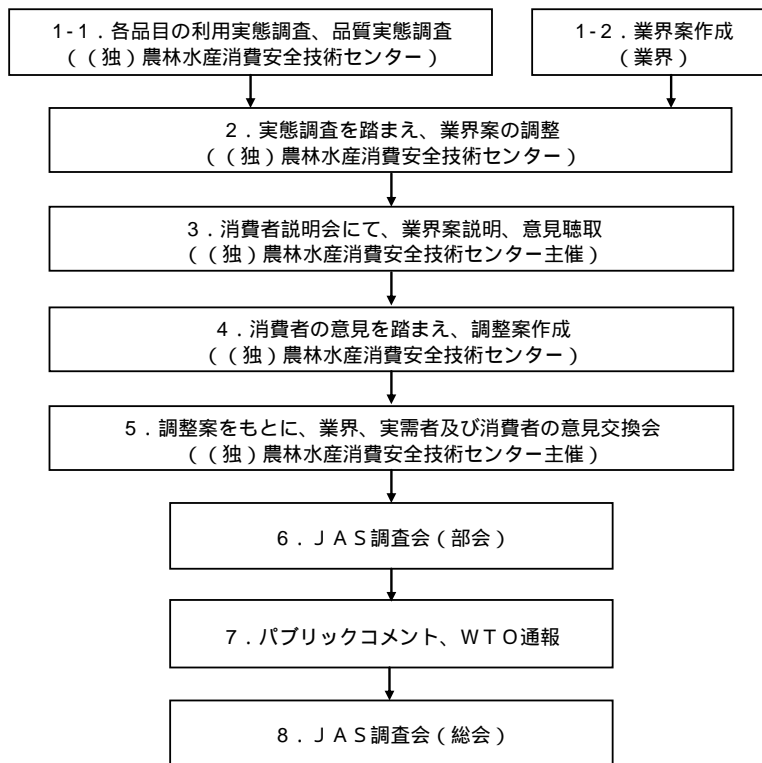 1-1．各品目の利用実態調査、品質実態調査
（（独）農林水産消費安全技術センター）
1-2．業界案作成
（業界）
2．実態調査を踏まえ、業界案の調整
（（独）農林水産消費安全技術センター）
3．消費者説明会にて、業界案説明、意見聴取
（（独）農林水産消費安全技術センター主催）
4．消費者の意見を踏まえ、調整案作成
（（独）農林水産消費安全技術センター）
5．調整案をもとに、業界、実需者及び消費者の意見交換会
（（独）農林水産消費安全技術センター主催）
6．ＪＡＳ調査会（部会）
7．パブリックコメント、ＷＴＯ通報
8．ＪＡＳ調査会（総会）